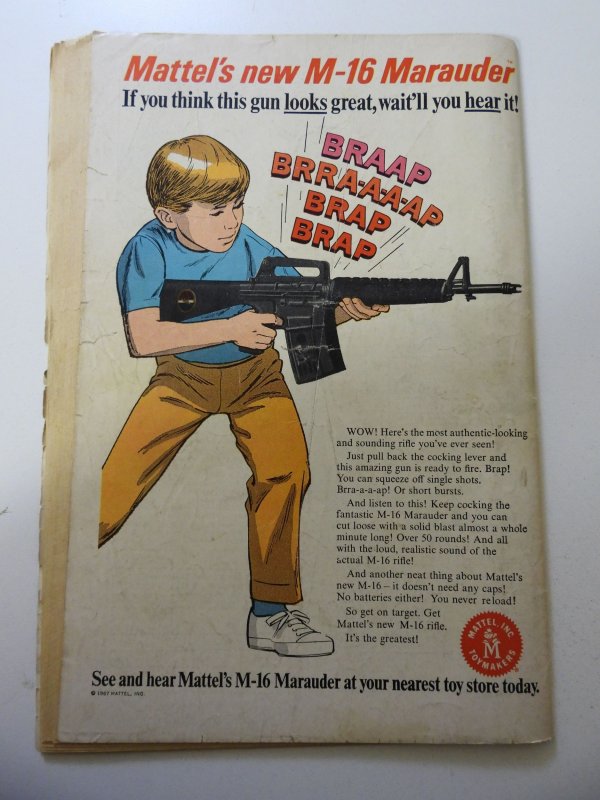 Mattel's new M-16 Marauder
If you think this gun looks great, wait'll you hear it!
BRAAP
BRRA-A-A-AP
BRAP
BRAP
WOW! Here's the most authentic-looking
and sounding rifle you've ever seen!
Just pull back the cocking lever and
this amazing gun is ready to fire. Brap!
You can squeeze off single shots.
Brra-a-a-ap! Or short bursts.
And listen to this! Keep cocking the
fantastic M-16 Marauder and you can
cut loose with a solid blast almost a whole
minute long! Over 50 rounds! And all
with the loud, realistic sound of the
actual M-16 rifle!
And another neat thing about Mattel's
new M-16 – it doesn't need any caps!
No batteries either! You never reload!
So get on target. Get
Mattel's new M-16 rifle.
It's the greatest!
MATTEL, INC.
M
TOYMAKERS
See and hear Mattel's M-16 Marauder at your nearest toy store today.
© 1967 MATTEL, INC.